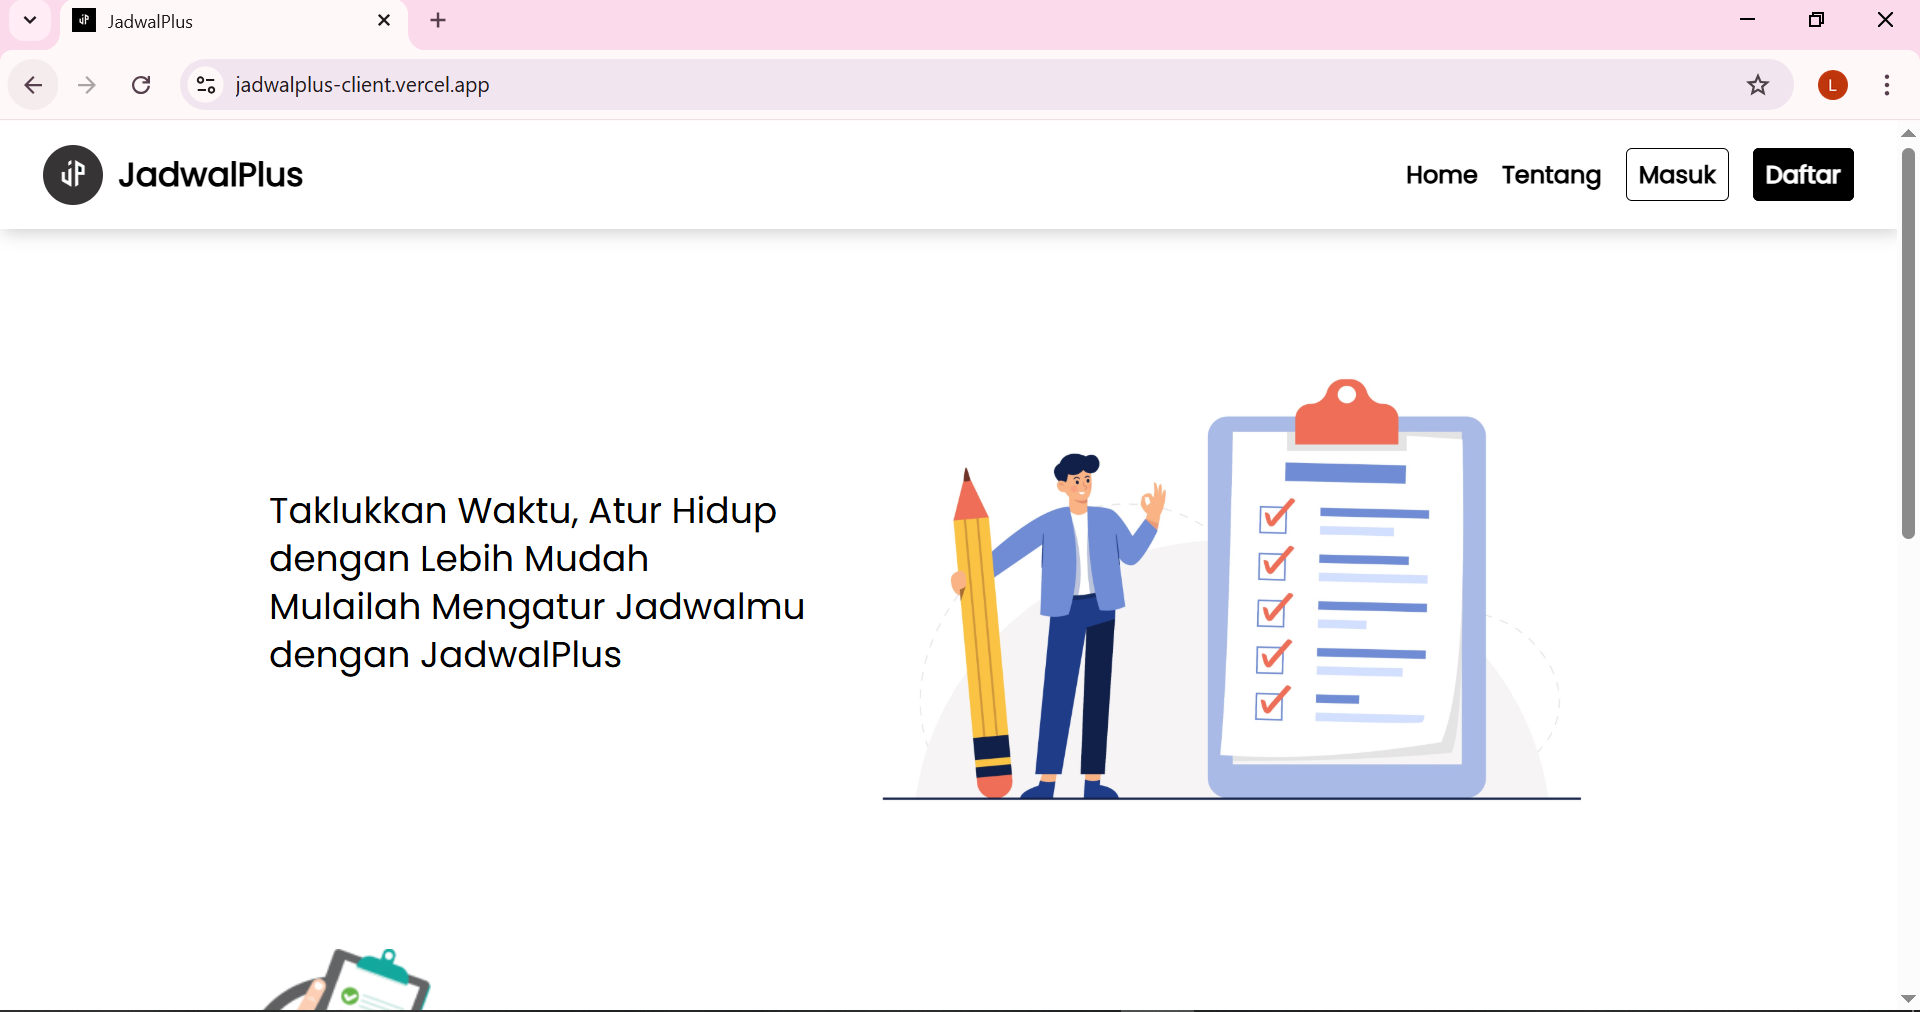 JadwalPlus
jadwalplus-client.vercel.app
L
JP
JadwalPlus
Home
Tentang
Masuk
Daftar
Taklukkan Waktu, Atur Hidup
dengan Lebih Mudah
Mulailah Mengatur Jadwalmu
dengan JadwalPlus